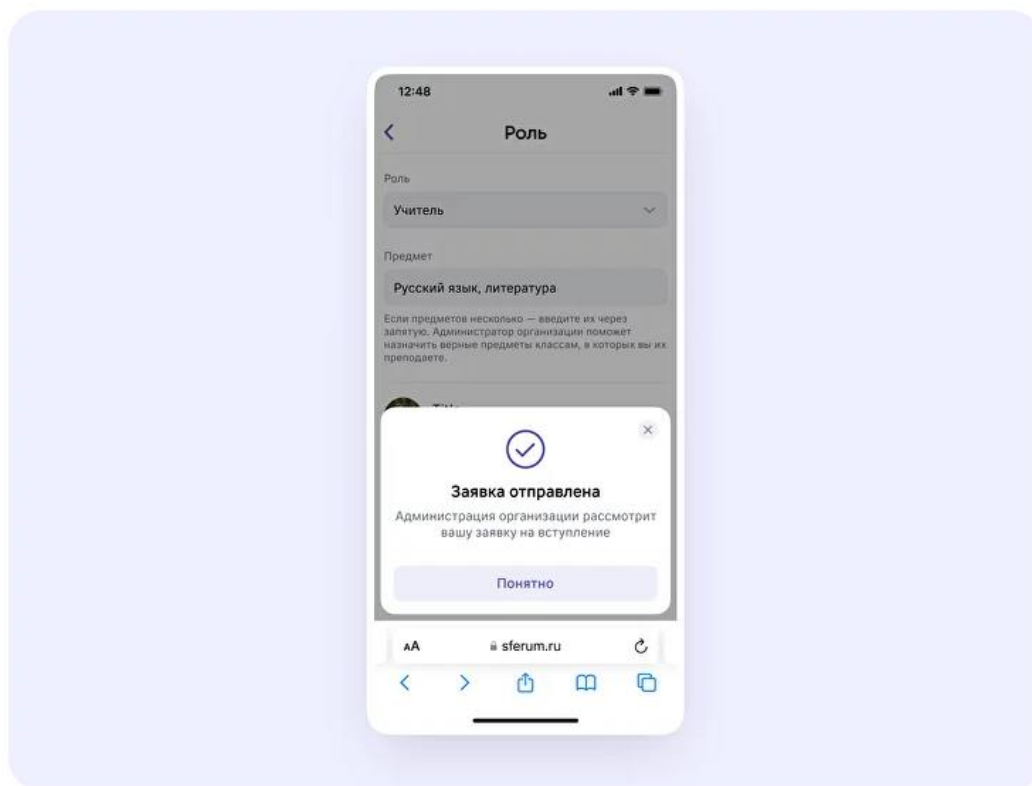 12:48
Роль
Роль
Учитель
Предмет
Русский язык, литература
Если предметов несколько — введите их через
запятую. Администратор организации поможет
назначить верные предметы классам, в которых вы их
преподаете.
Заявка отправлена
Администрация организации рассмотрит
вашу заявку на вступление
Понятно
AA
sferum.ru